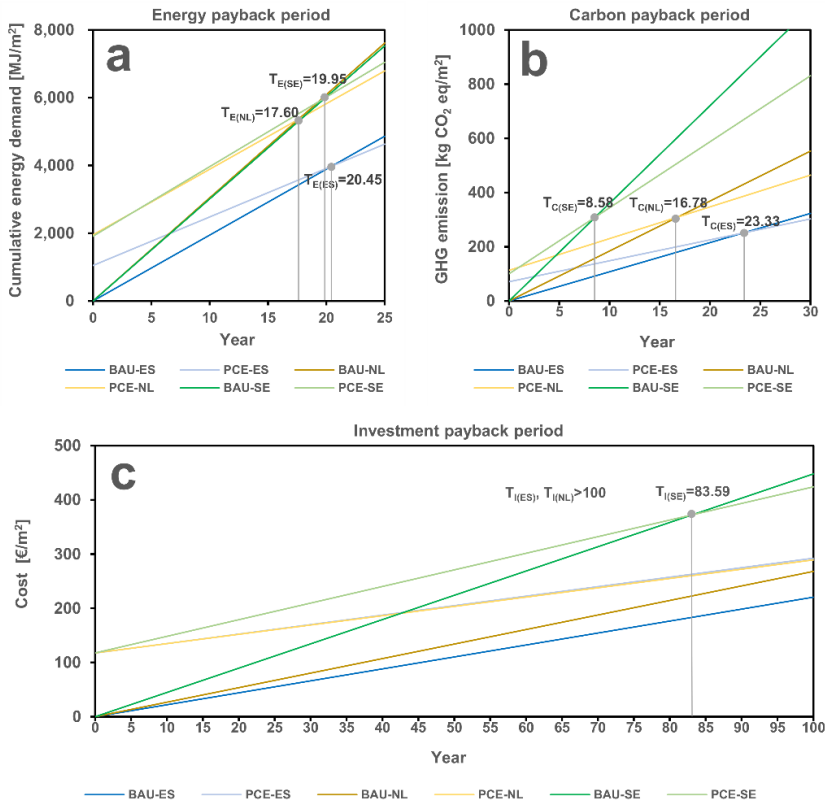 Energy payback period
a
Cumulative energy demand [MJ/m²]
8,000
6,000
4,000
2,000
0
T_E(SE)=19.95
T_E(NL)=17.60
T_E(ES)=20.45
0 5 10 15 20 25
Year
BAU-ES PCE-ES BAU-NL
PCE-NL BAU-SE PCE-SE
Carbon payback period
b
GHG emission [kg CO₂ eq/m²]
1000
800
600
400
200
0
T_C(SE)=8.58
T_C(NL)=16.78
T_C(ES)=23.33
0 5 10 15 20 25 30
Year
BAU-ES PCE-ES BAU-NL
PCE-NL BAU-SE PCE-SE
Investment payback period
c
Cost [€/m²]
500
400
300
200
100
0
T_I(ES), T_I(NL)>100
T_I(SE)=83.59
0 5 10 15 20 25 30 35 40 45 50 55 60 65 70 75 80 85 90 95 100
Year
BAU-ES PCE-ES BAU-NL PCE-NL BAU-SE PCE-SE